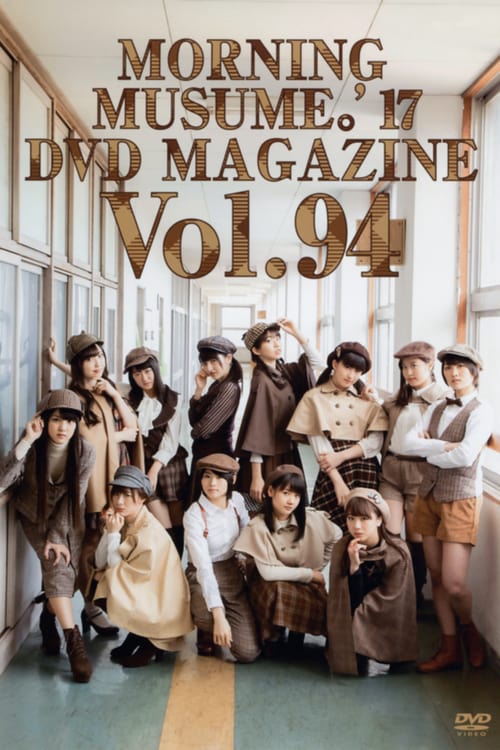 MORNING
MUSUME。'17
DVD MAGAZINE
Vol.94
DVD
VIDEO